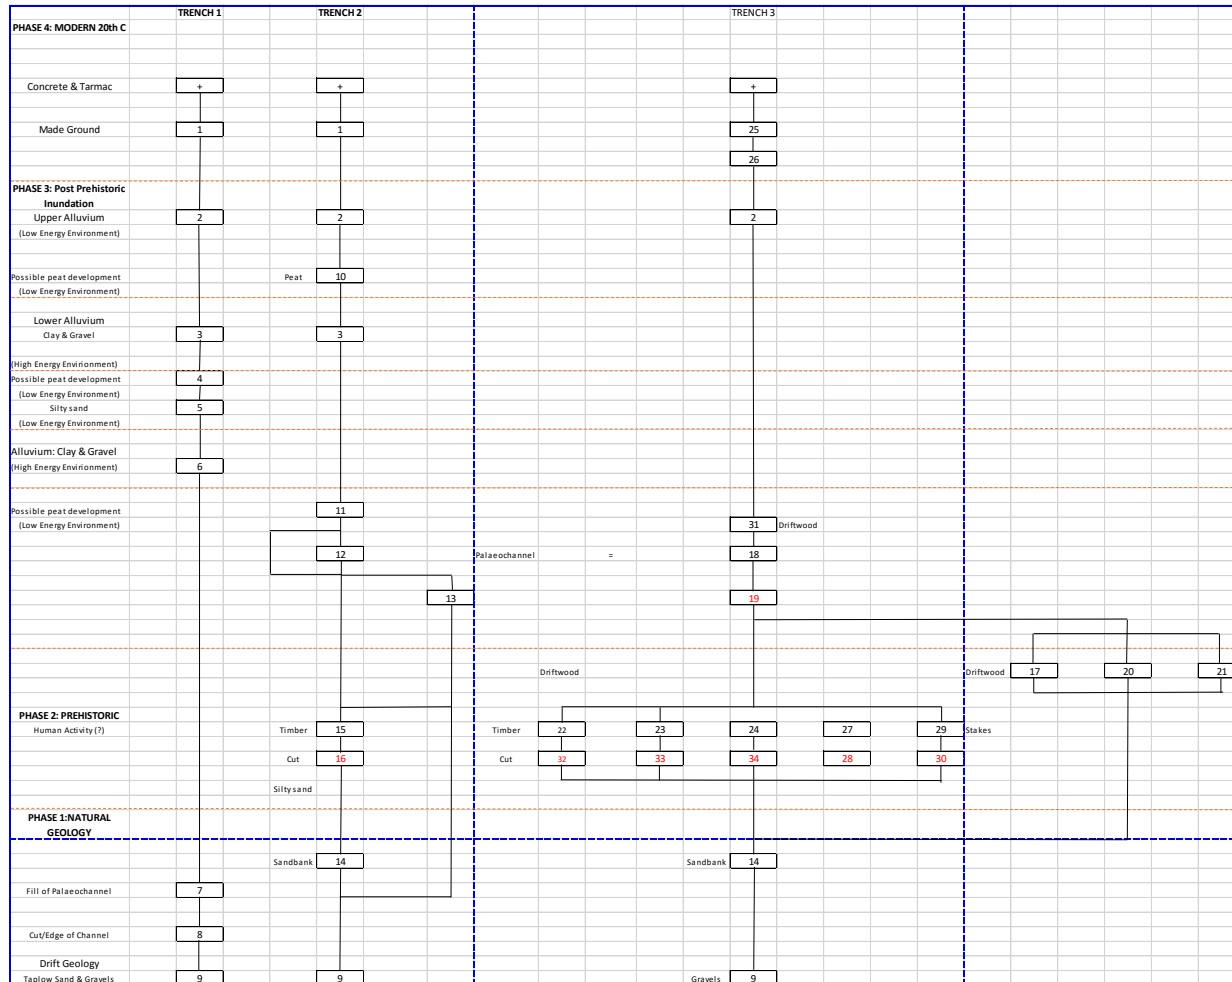 TRENCH 1 TRENCH 2 TRENCH 3
PHASE 4: MODERN 20th C
Concrete & Tarmac + + +
Made Ground 1 1 25
26
PHASE 3: Post Prehistoric
Inundation
Upper Alluvium 2 2 2
(Low Energy Environment)
Possible peat development Peat 10
(Low Energy Environment)
Lower Alluvium
Clay & Gravel 3 3
(High Energy Envirionment)
Possible peat development 4
(Low Energy Environment)
Silty sand 5
(Low Energy Environment)
Alluvium: Clay & Gravel
(High Energy Envirionment) 6
Possible peat development 11
(Low Energy Environment) 31 Driftwood
12 Palaeochannel = 18
13 19
Driftwood Driftwood 17 20 21
PHASE 2: PREHISTORIC
Human Activity (?) Timber 15 Timber 22 23 24 27 29 Stakes
Cut 16 Cut 32 33 34 28 30
Silty sand
PHASE 1:NATURAL
GEOLOGY
Sandbank 14 Sandbank 14
Fill of Palaeochannel 7
Cut/Edge of Channel 8
Drift Geology
Taplow Sand & Gravels 9 9 Gravels 9